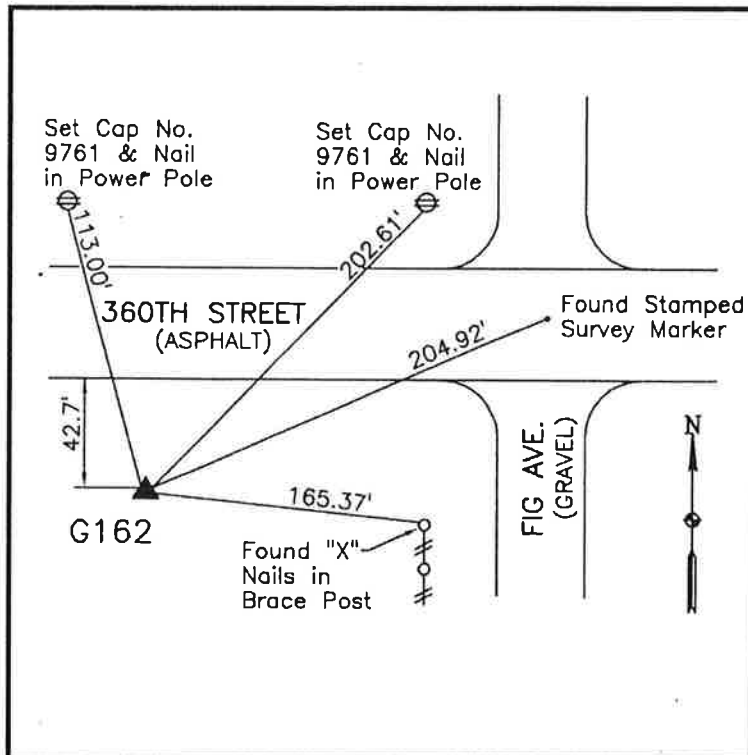 Set Cap No.
9761 & Nail
in Power Pole
Set Cap No.
9761 & Nail
in Power Pole
113.00'
202.61'
360TH STREET
(ASPHALT)
204.92'
Found Stamped
Survey Marker
42.7'
165.37'
G162
Found "X"
Nails in
Brace Post
FIG AVE.
(GRAVEL)
N